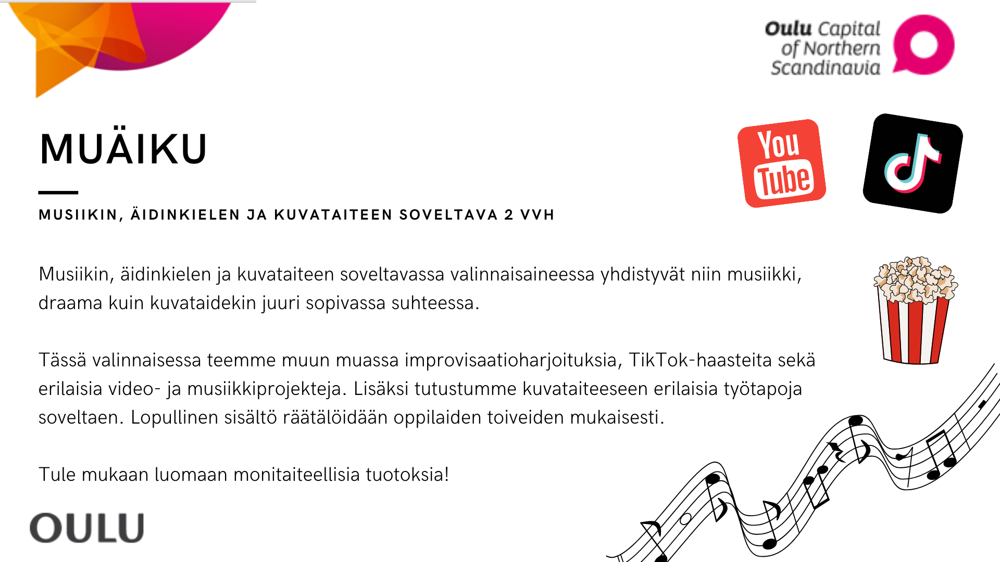 Oulu Capital
of Northern
Scandinavia
MUÄIKU
You
Tube
MUSIIKIN, ÄIDINKIELEN JA KUVATAITEEN SOVELTAVA 2 VVH
Musiikin, äidinkielen ja kuvataiteen soveltavassa valinnaisaineessa yhdistyvät niin musiikki,
draama kuin kuvataidekin juuri sopivassa suhteessa.
Tässä valinnaisessa teemme muun muassa improvisaatioharjoituksia, TikTok-haasteita sekä
erilaisia video- ja musiikkiprojekteja. Lisäksi tutustumme kuvataiteeseen erilaisia työtapoja
soveltaen. Lopullinen sisältö räätälöidään oppilaiden toiveiden mukaisesti.
Tule mukaan luomaan monitaiteellisia tuotoksia!
OULU